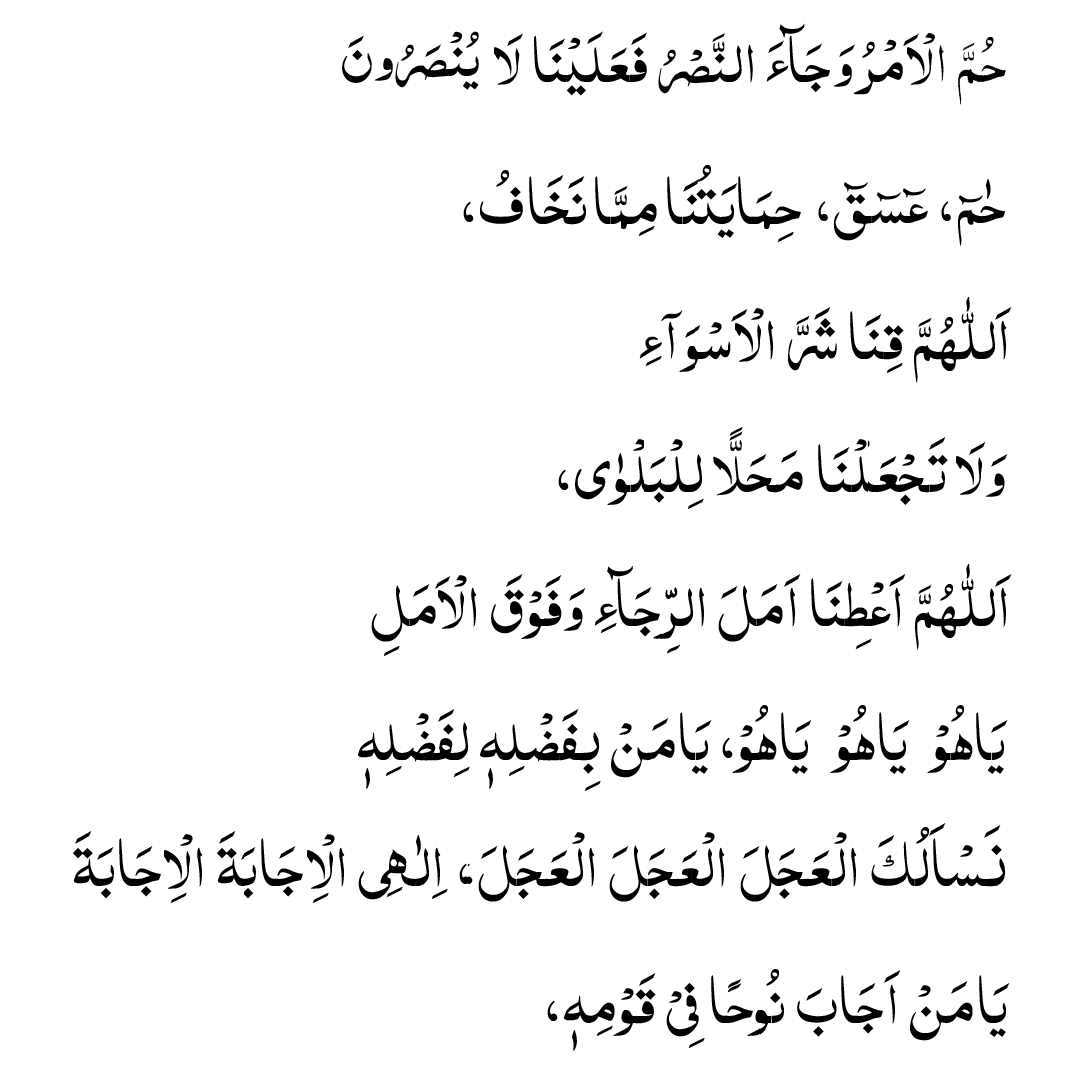 حُمَّ الْاَمْرُ وَجَآءَ النَّصْرُ فَعَلَيْنَا لَا يُنْصَرُونَ
حٰمٓ، عٓسٓقٓ، حِمَايَتُنَا مِمَّا نَخَافُ،
اَللّٰهُمَّ قِنَا شَرَّ الْاَسْوَآءِ
وَلَا تَجْعَلْنَا مَحَلًّا لِلْبَلْوٰى،
اَللّٰهُمَّ اَعْطِنَا اَمَلَ الرِّجَآءِ وَفَوْقَ الْاَمَلِ
يَاهُوْ يَاهُوْ يَاهُوْ، يَامَنْ بِفَضْلِهٖ لِفَضْلِهٖ
نَسْاَلُكَ الْعَجَلَ الْعَجَلَ الْعَجَلَ، اِلٰهِى الْاِجَابَةَ الْاِجَابَةَ
يَامَنْ اَجَابَ نُوحًا فِىْ قَوْمِهٖ،